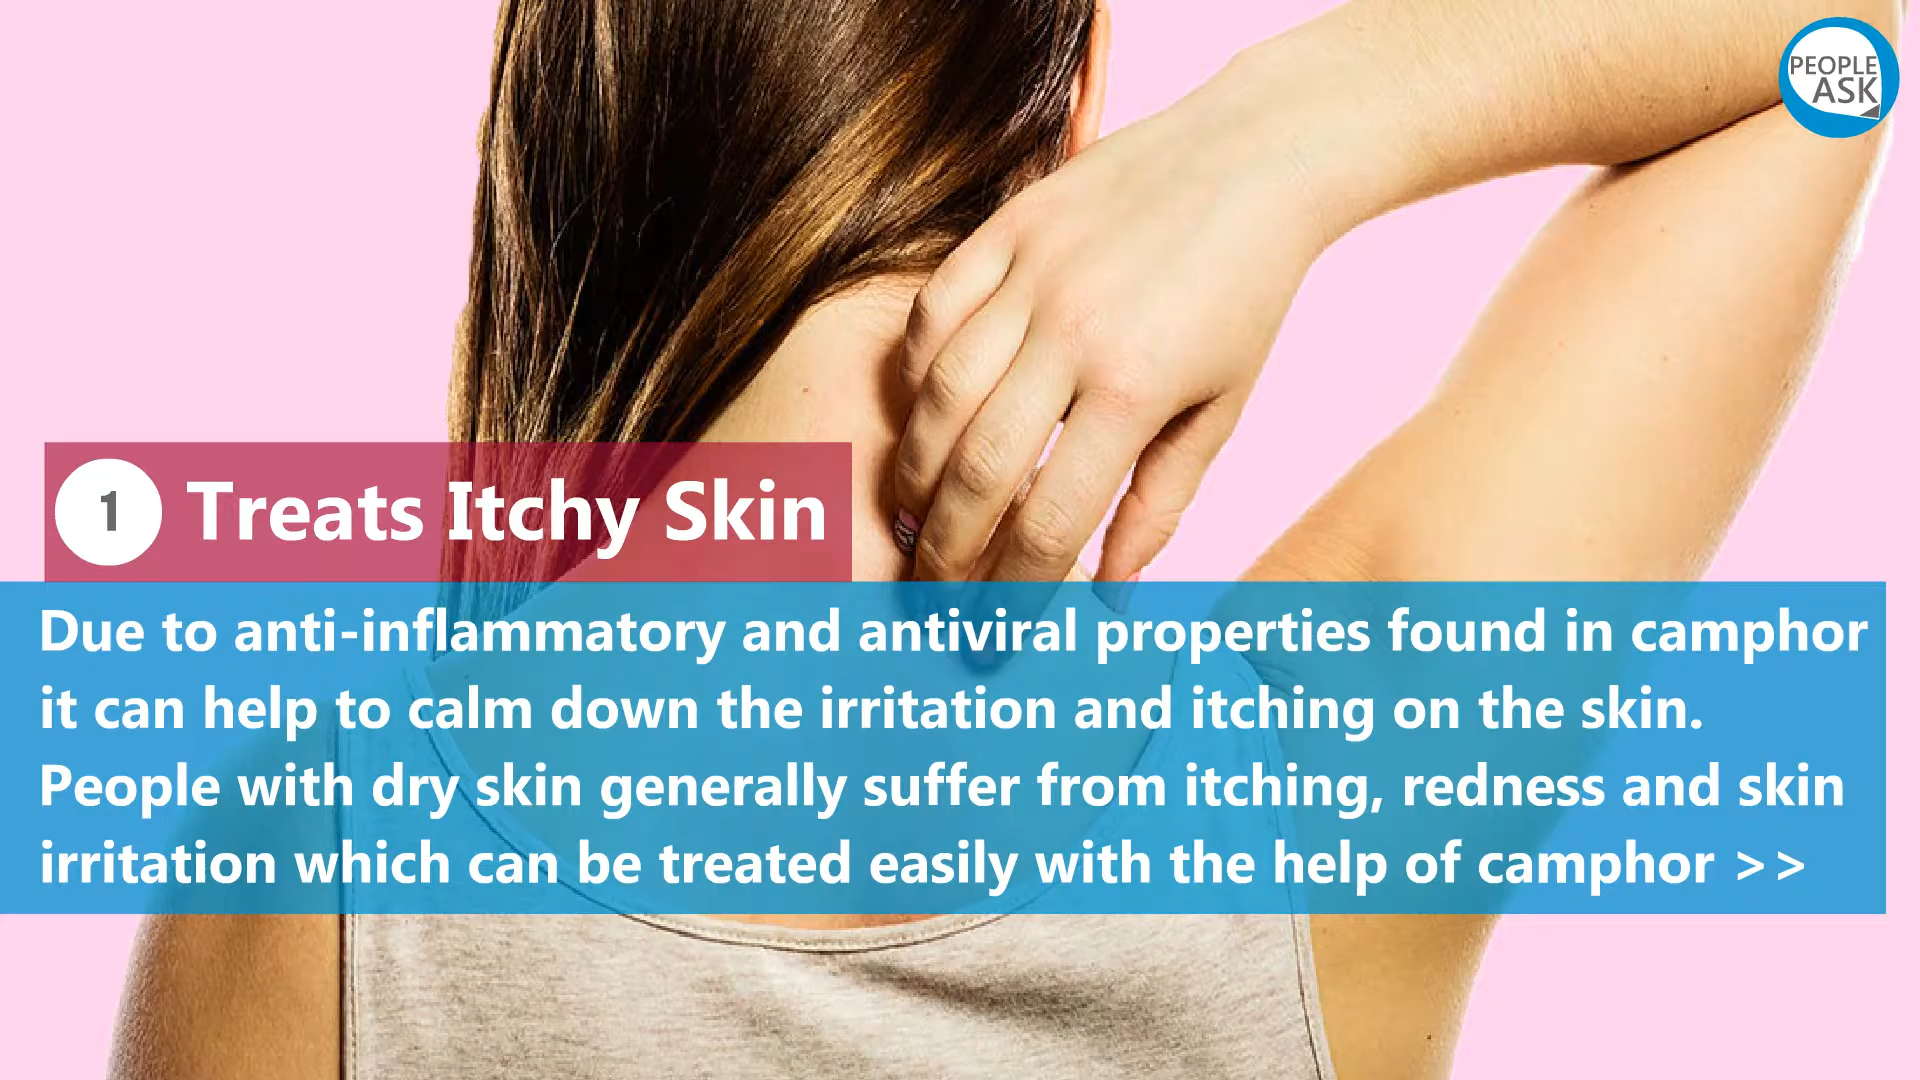 PEOPLE
ASK
1 Treats Itchy Skin
Due to anti-inflammatory and antiviral properties found in camphor
it can help to calm down the irritation and itching on the skin.
People with dry skin generally suffer from itching, redness and skin
irritation which can be treated easily with the help of camphor >>